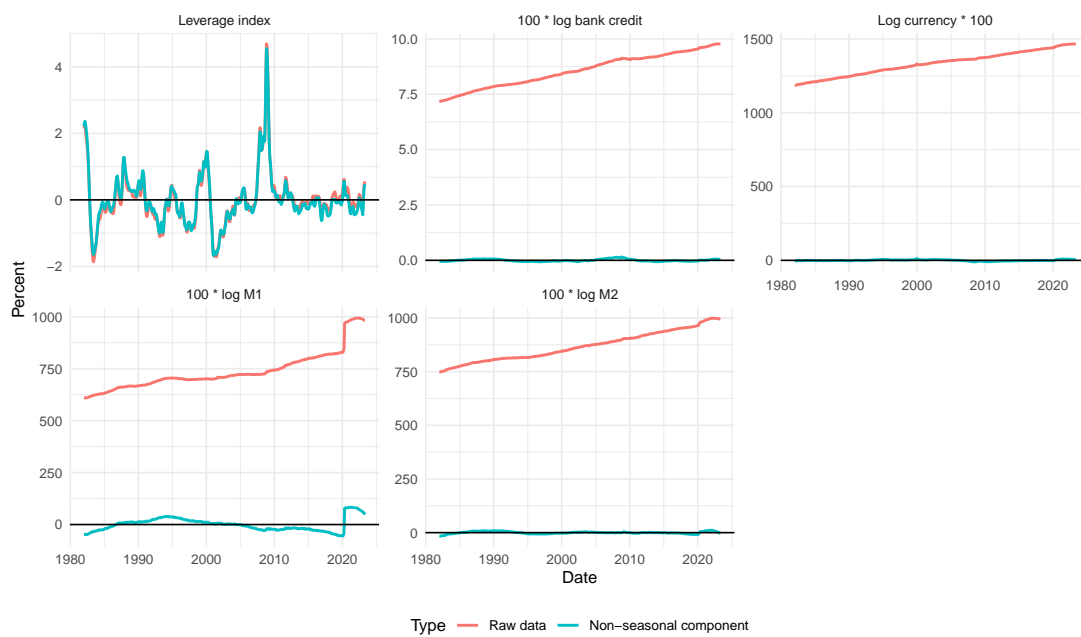 Leverage index
100 * log bank credit
Log currency * 100
4
2
0
−2
10.0
7.5
5.0
2.5
0.0
1500
1000
500
0
1980 1990 2000 2010 2020
Percent
100 * log M1
100 * log M2
1000
750
500
250
0
1000
750
500
250
0
1980 1990 2000 2010 2020
1980 1990 2000 2010 2020
Date
Type Raw data Non−seasonal component